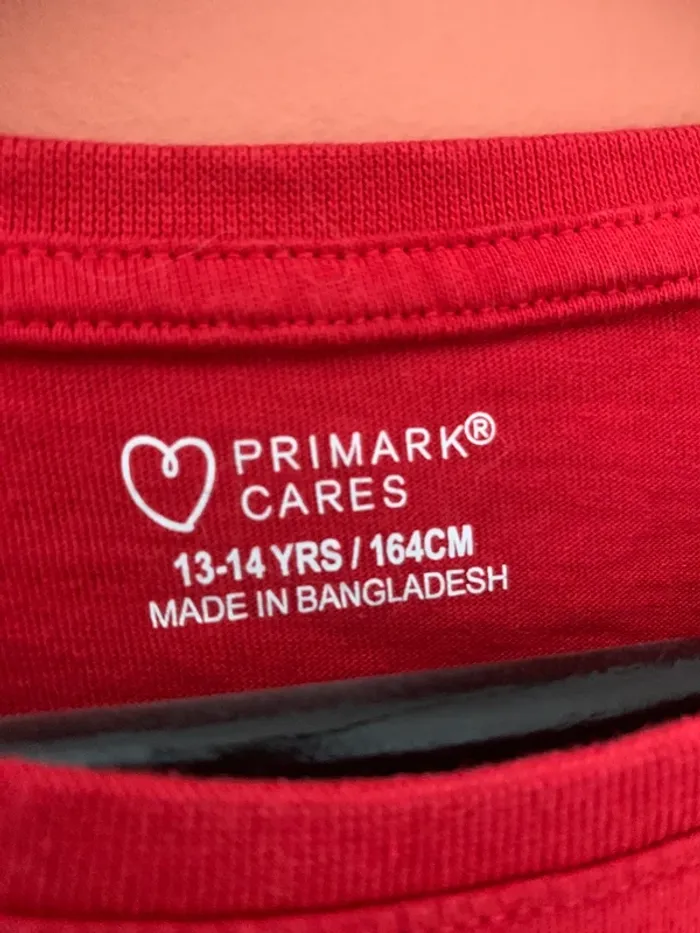 PRIMARK®
CARES
13-14 YRS / 164CM
MADE IN BANGLADESH